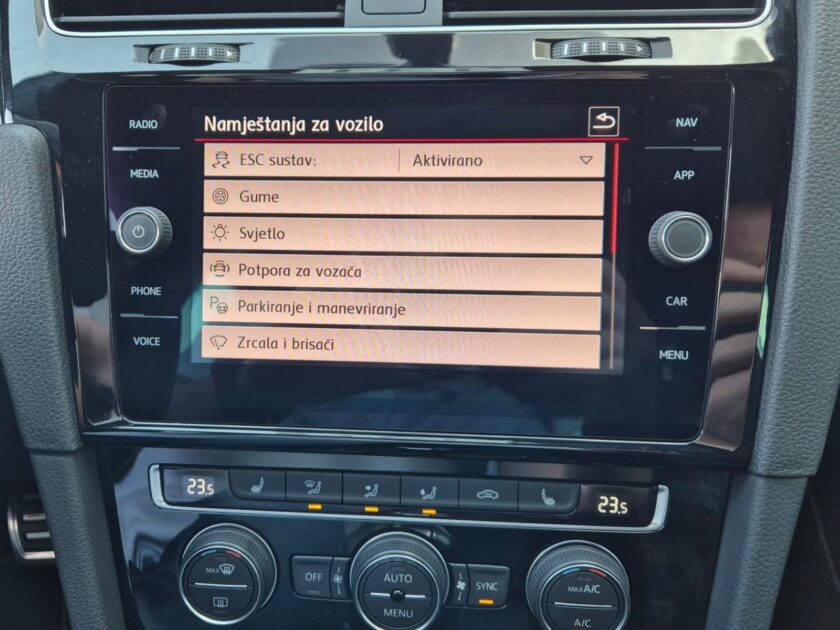 RADIO
MEDIA
PHONE
VOICE
Namještanja za vozilo
ESC sustav: Aktivirano
Gume
Svjetlo
Potpora za vozača
Parkiranje i manevriranje
Zrcala i brisači
NAV
APP
CAR
MENU
23.5
23.5
MAX
OFF
AUTO
MENU
SYNC
MAX A/C
A/C